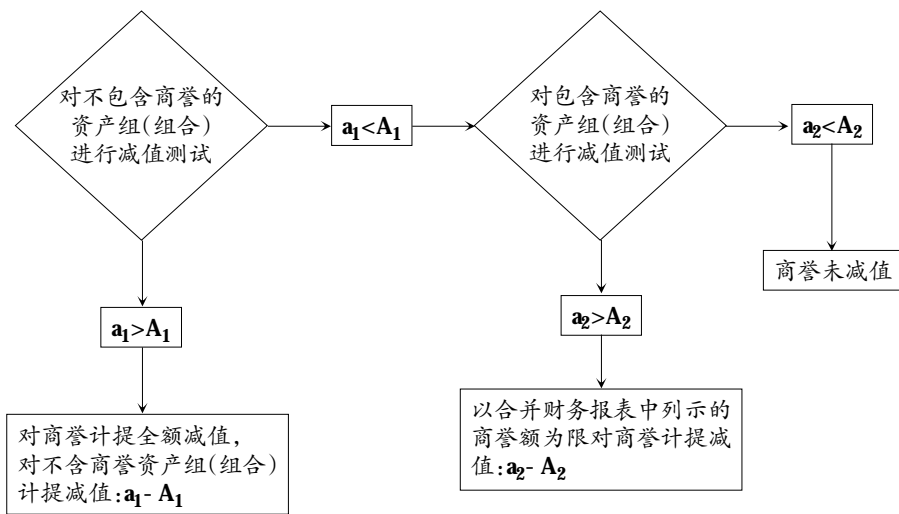 对不包含商誉的
资产组(组合)
进行减值测试
a₁<A₁
对包含商誉的
资产组(组合)
进行减值测试
a₂<A₂
商誉未减值
a₁>A₁
a₂>A₂
对商誉计提全额减值,
对不含商誉资产组(组合)
计提减值:a₁- A₁
以合并财务报表中列示的
商誉额为限对商誉计提减
值:a₂- A₂